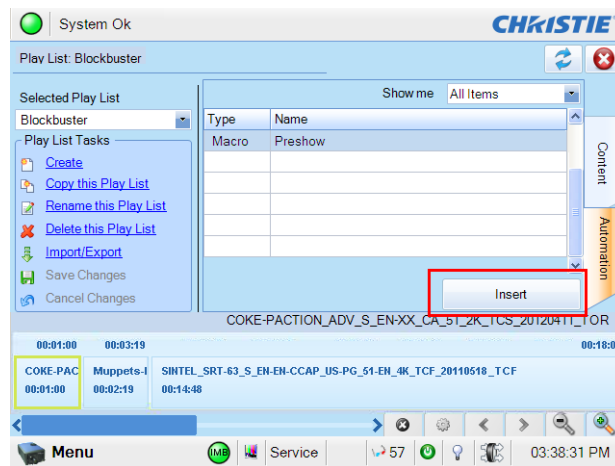 System Ok
CHRISTIE
Play List: Blockbuster
Selected Play List
Show me All Items
Blockbuster
Type Name
Play List Tasks
Macro Preshow
Create
Copy this Play List
Rename this Play List
Delete this Play List
Import/Export
Save Changes
Cancel Changes
Content
Automation
Insert
COKE-PACTION_ADV_S_EN-XX_CA_51_2K_TCS_20120411_TOR
00:01:00 00:03:19 00:18:0
COKE-PAC Muppets-I SINTEL_SRT-63_S_EN-EN-CCAP_US-PG_51-EN_4K_TCF_20110518_TCF
00:01:00 00:02:19 00:14:48
Menu IMB Service 57 03:38:31 PM